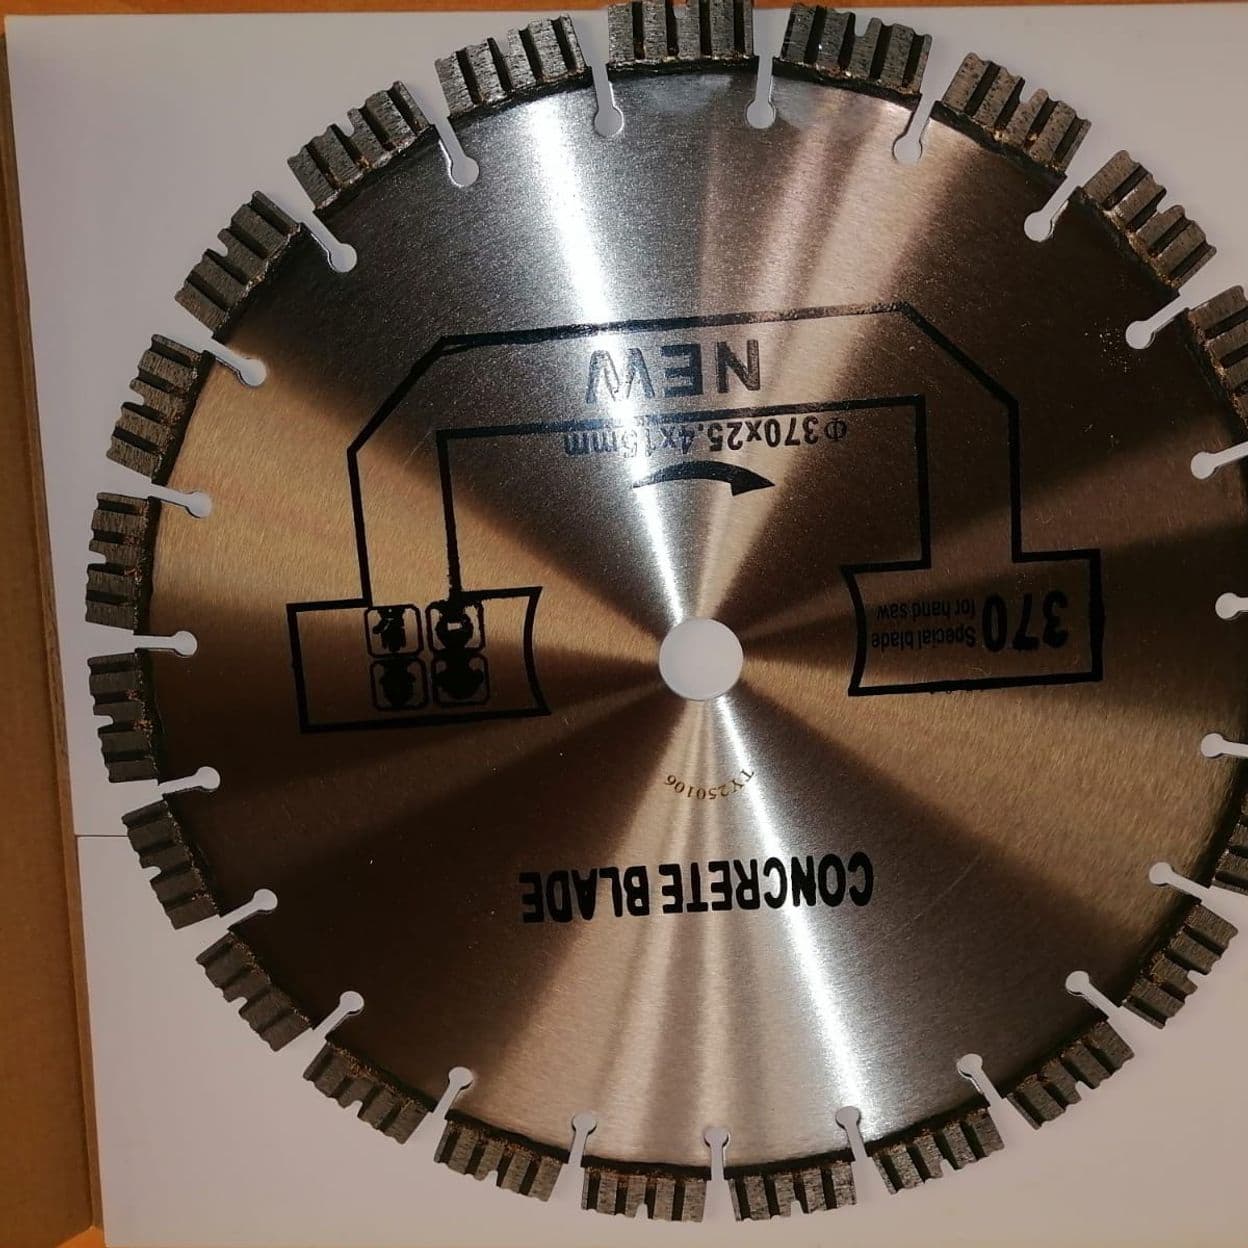 CONCRETE BLADE
TY250106
370
Special blade
for hand saw
Φ370x25.4x15mm
NEW